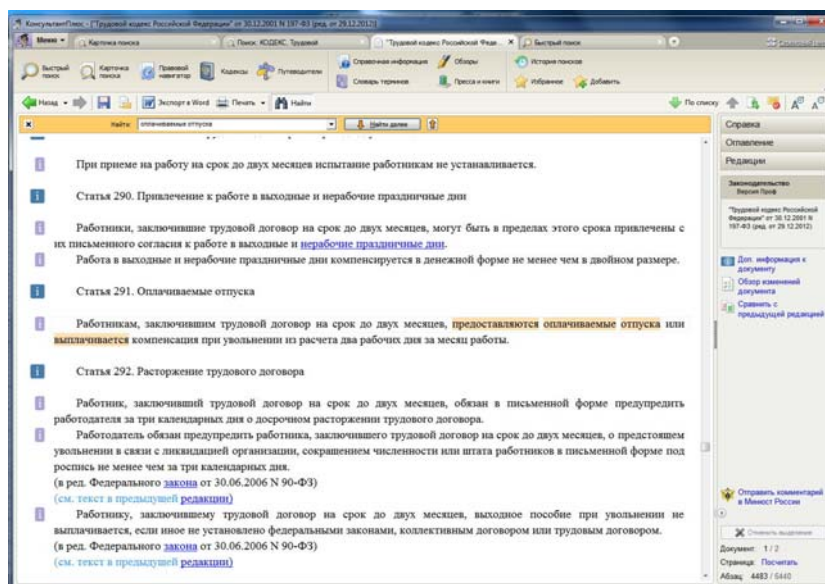 КонсультантПлюс - ["Трудовой кодекс Российской Федерации" от 30.12.2001 N 197-ФЗ (ред. от 29.12.2012)]
Меню Карточка поиска Поиск: КОДЕКС, Трудовой "Трудовой кодекс Российской Феде... Быстрый поиск
Быстрый поиск Карточка поиска Правовой навигатор Кодексы Путеводители Справочная информация Обзоры История поисков
Словарь терминов Пресса и книги Избранное Добавить
Назад Экспорт в Word Печать Найти По списку
Найти: оплачиваемые отпуска Найти далее
Справка
При приеме на работу на срок до двух месяцев испытание работникам не устанавливается.
Оглавление
Редакции
Статья 290. Привлечение к работе в выходные и нерабочие праздничные дни
Законодательство
Версия Проф
"Трудовой кодекс Российской Федерации" от 30.12.2001 N 197-ФЗ (ред. от 29.12.2012)
Работники, заключившие трудовой договор на срок до двух месяцев, могут быть в пределах этого срока привлечены с
их письменного согласия к работе в выходные и нерабочие праздничные дни.
Работа в выходные и нерабочие праздничные дни компенсируется в денежной форме не менее чем в двойном размере.
Доп. информация к документу
Обзор изменений документа
Сравнить с предыдущей редакцией
Статья 291. Оплачиваемые отпуска
Работникам, заключившим трудовой договор на срок до двух месяцев, предоставляются оплачиваемые отпуска или
выплачивается компенсация при увольнении из расчета два рабочих дня за месяц работы.
Статья 292. Расторжение трудового договора
Работник, заключивший трудовой договор на срок до двух месяцев, обязан в письменной форме предупредить
работодателя за три календарных дня о досрочном расторжении трудового договора.
Работодатель обязан предупредить работника, заключившего трудовой договор на срок до двух месяцев, о предстоящем
увольнении в связи с ликвидацией организации, сокращением численности или штата работников в письменной форме под
роспись не менее чем за три календарных дня.
(в ред. Федерального закона от 30.06.2006 N 90-ФЗ)
(см. текст в предыдущей редакции)
Работнику, заключившему трудовой договор на срок до двух месяцев, выходное пособие при увольнении не
выплачивается, если иное не установлено федеральными законами, коллективным договором или трудовым договором.
(в ред. Федерального закона от 30.06.2006 N 90-ФЗ)
(см. текст в предыдущей редакции)
Отправить комментарий в Минюст России
Отменить выделение
Документ: 1 / 2
Страница: Посчитать
Абзац: 4483 / 6440